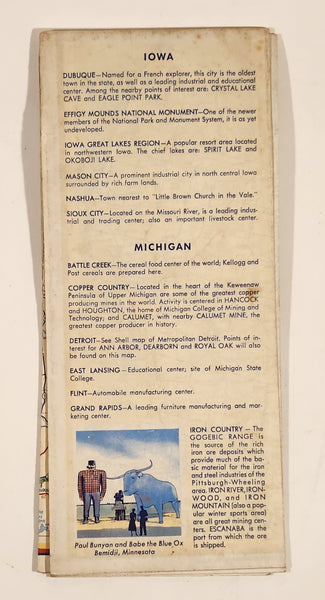 IOWA
DUBUQUE—Named for a French explorer, this city is the oldest
town in the state, as well as a leading industrial and educational
center. Among the nearby points of interest are: CRYSTAL LAKE
CAVE and EAGLE POINT PARK.
EFFIGY MOUNDS NATIONAL MONUMENT—One of the newer
members of the National Park and Monument System, it is as yet
undeveloped.
IOWA GREAT LAKES REGION—A popular resort area located
in northwestern Iowa. The chief lakes are: SPIRIT LAKE and
OKOBOJI LAKE.
MASON CITY—A prominent industrial city in north central Iowa
surrounded by rich farm lands.
NASHUA—Town nearest to "Little Brown Church in the Vale."
SIOUX CITY—Located on the Missouri River, is a leading indus-
trial and trading center; also an important livestock center.
MICHIGAN
BATTLE CREEK—The cereal food center of the world; Kellogg and
Post cereals are prepared here.
COPPER COUNTRY—Located in the heart of the Keweenaw
Peninsula of Upper Michigan are some of the greatest copper
producing mines in the world. Activity is centered in HANCOCK
and HOUGHTON, the home of Michigan College of Mining and
Technology; and CALUMET, with nearby CALUMET MINE, the
greatest copper producer in history.
DETROIT—See Shell map of Metropolitan Detroit. Points of in-
terest for ANN ARBOR, DEARBORN and ROYAL OAK will also
be found on this map.
EAST LANSING—Educational center; site of Michigan State
College.
FLINT—Automobile manufacturing center.
GRAND RAPIDS—A leading furniture manufacturing and mar-
keting center.
IRON COUNTRY — The
GOGEBIC RANGE is
the source of the rich
iron ore deposits which
provide much of the ba-
sic material for the iron
and steel industries of the
Pittsburgh-Wheeling
area. IRON RIVER, IRON-
WOOD, and IRON
MOUNTAIN (also a pop-
ular winter sports area)
are all great mining cen-
ters. ESCANABA is the
port from which the ore
is shipped.
Paul Bunyan and Babe the Blue Ox
Bemidji, Minnesota